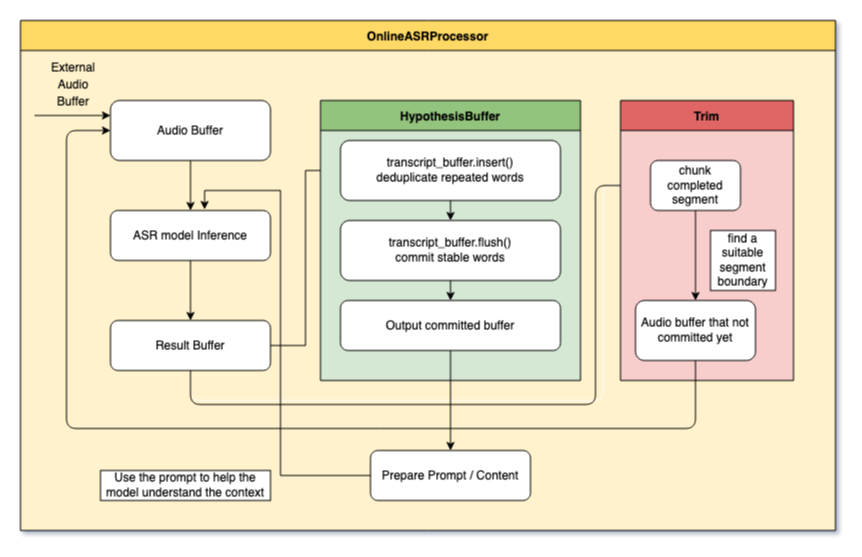 OnlineASRProcessor
External
Audio
Buffer
Audio Buffer
ASR model Inference
Result Buffer
HypothesisBuffer
transcript_buffer.insert()
deduplicate repeated words
transcript_buffer.flush()
commit stable words
Output committed buffer
Trim
chunk
completed
segment
find a
suitable
segment
boundary
Audio buffer that not
committed yet
Prepare Prompt / Content
Use the prompt to help the
model understand the context